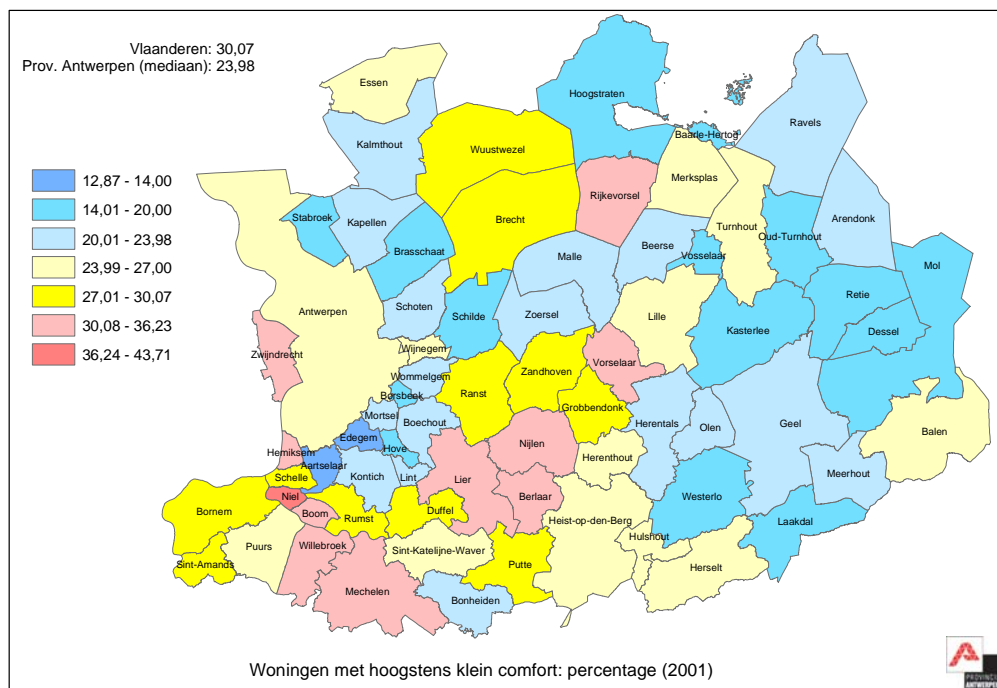 Vlaanderen: 30,07
Prov. Antwerpen (mediaan): 23,98
12,87 - 14,00
14,01 - 20,00
20,01 - 23,98
23,99 - 27,00
27,01 - 30,07
30,08 - 36,23
36,24 - 43,71
Essen
Hoogstraten
Ravels
Kalmthout
Wuustwezel
Baarle-Hertog
Merksplas
Rijkevorsel
Stabroek
Kapellen
Brecht
Turnhout
Oud-Turnhout
Arendonk
Brasschaat
Beerse
Vosselaar
Malle
Mol
Schoten
Retie
Antwerpen
Schilde
Zoersel
Lille
Kasterlee
Dessel
Wijnegem
Zwijndrecht
Vorselaar
Wommelgem
Zandhoven
Borsbeek
Ranst
Grobbendonk
Mortsel
Boechout
Herentals
Olen
Geel
Balen
Edegem
Hove
Nijlen
Hemiksem
Aartselaar
Herenthout
Meerhout
Schelle
Kontich
Lint
Lier
Niel
Berlaar
Westerlo
Bornem
Boom
Rumst
Duffel
Heist-op-den-Berg
Laakdal
Puurs
Willebroek
Sint-Katelijne-Waver
Hulshout
Sint-Amands
Putte
Herselt
Mechelen
Bonheiden
Woningen met hoogstens klein comfort: percentage (2001)
PROVINCIE
ANTWERPEN